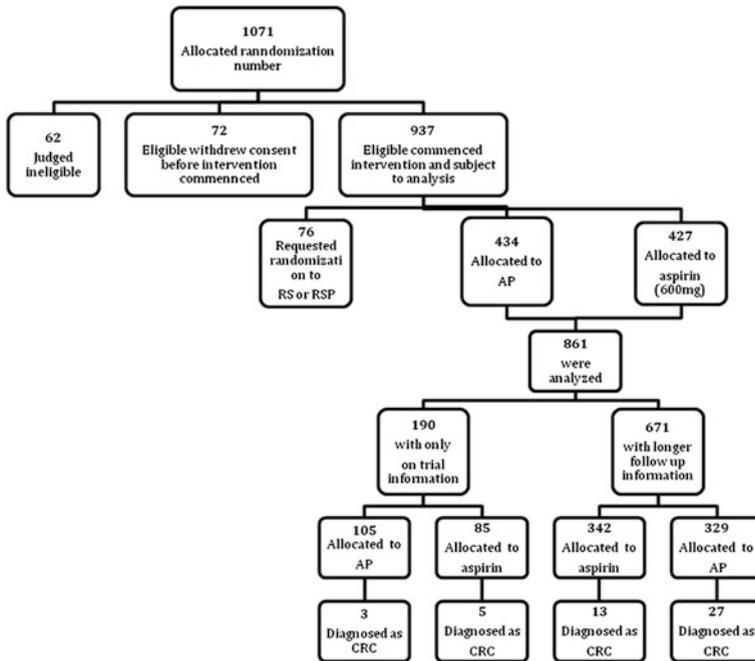 1071
Allocated ranndomization
number
62
Judged
ineligible
72
Eligible withdrew consent
before intervention
commennced
937
Eligible commenced
intervention and subject
to analysis
76
Requested
randomizati
on to
RS or RSP
434
Allocated to
AP
427
Allocated to
aspirin
(600mg)
861
were
analyzed
190
with only
on trial
information
671
with longer
follow up
information
105
Allocated to
AP
85
Allocated to
aspirin
342
Allocated to
aspirin
329
Allocated to
AP
3
Diagnosed as
CRC
5
Diagnosed as
CRC
13
Diagnosed as
CRC
27
Diagnosed as
CRC